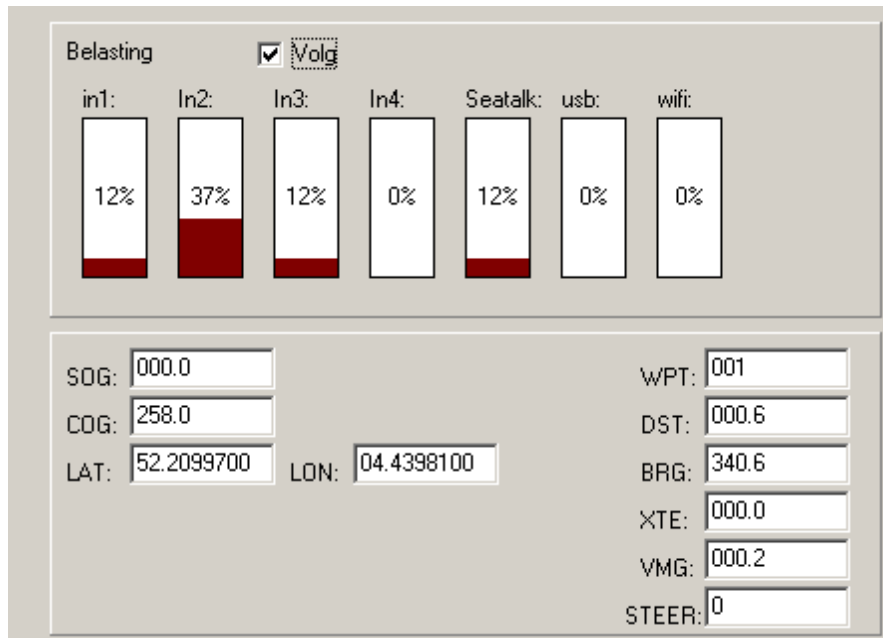 Belasting Volg
in1: In2: In3: In4: Seatalk: usb: wifi:
12% 37% 12% 0% 12% 0% 0%
SOG: 000.0 WPT: 001
COG: 258.0 DST: 000.6
LAT: 52.2099700 LON: 04.4398100 BRG: 340.6
XTE: 000.0
VMG: 000.2
STEER: 0